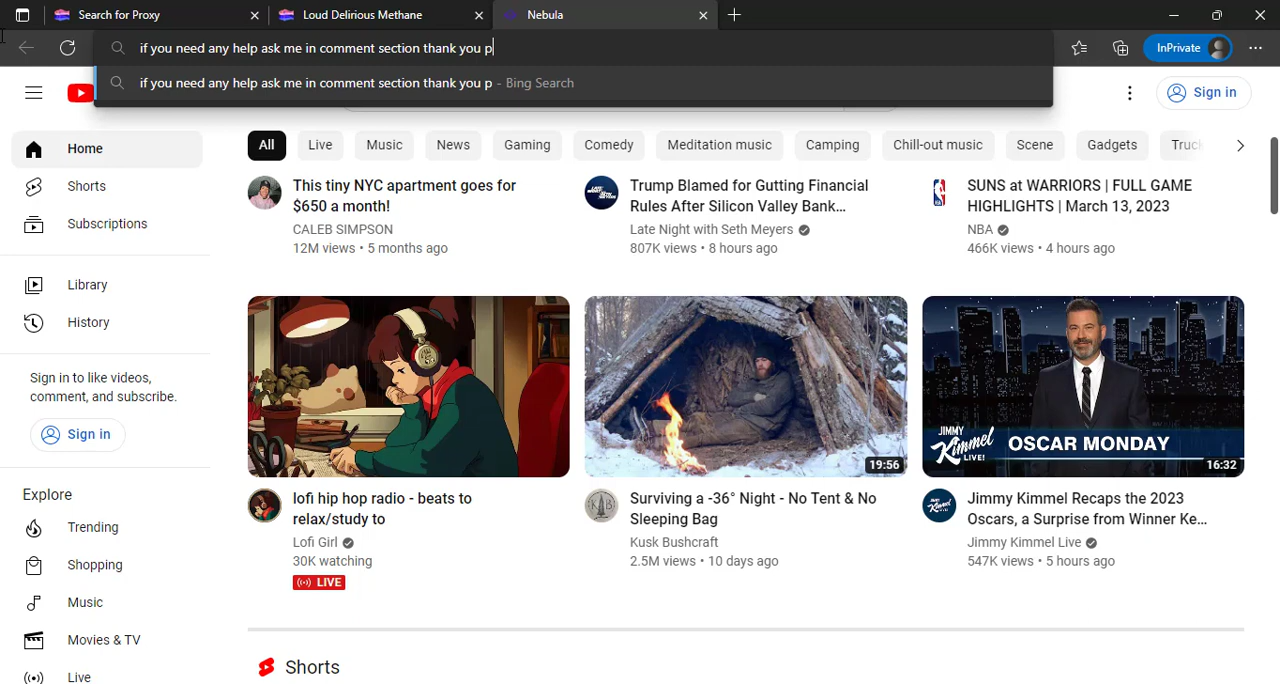 Search for Proxy
Loud Delirious Methane
Nebula
if you need any help ask me in comment section thank you p
InPrivate
if you need any help ask me in comment section thank you p - Bing Search
Sign in
Home
Shorts
Subscriptions
Library
History
Sign in to like videos,
comment, and subscribe.
Sign in
Explore
Trending
Shopping
Music
Movies & TV
Live
All
Live
Music
News
Gaming
Comedy
Meditation music
Camping
Chill-out music
Scene
Gadgets
This tiny NYC apartment goes for
$650 a month!
CALEB SIMPSON
12M views • 5 months ago
Trump Blamed for Gutting Financial
Rules After Silicon Valley Bank...
Late Night with Seth Meyers
807K views • 8 hours ago
SUNS at WARRIORS | FULL GAME
HIGHLIGHTS | March 13, 2023
NBA
466K views • 4 hours ago
19:56
JIMMY
KIMMEL
LIVE!
OSCAR MONDAY
16:32
lofi hip hop radio - beats to
relax/study to
Lofi Girl
30K watching
LIVE
Surviving a -36° Night - No Tent & No
Sleeping Bag
Kusk Bushcraft
2.5M views • 10 days ago
Jimmy Kimmel Recaps the 2023
Oscars, a Surprise from Winner Ke...
Jimmy Kimmel Live
547K views • 5 hours ago
Shorts